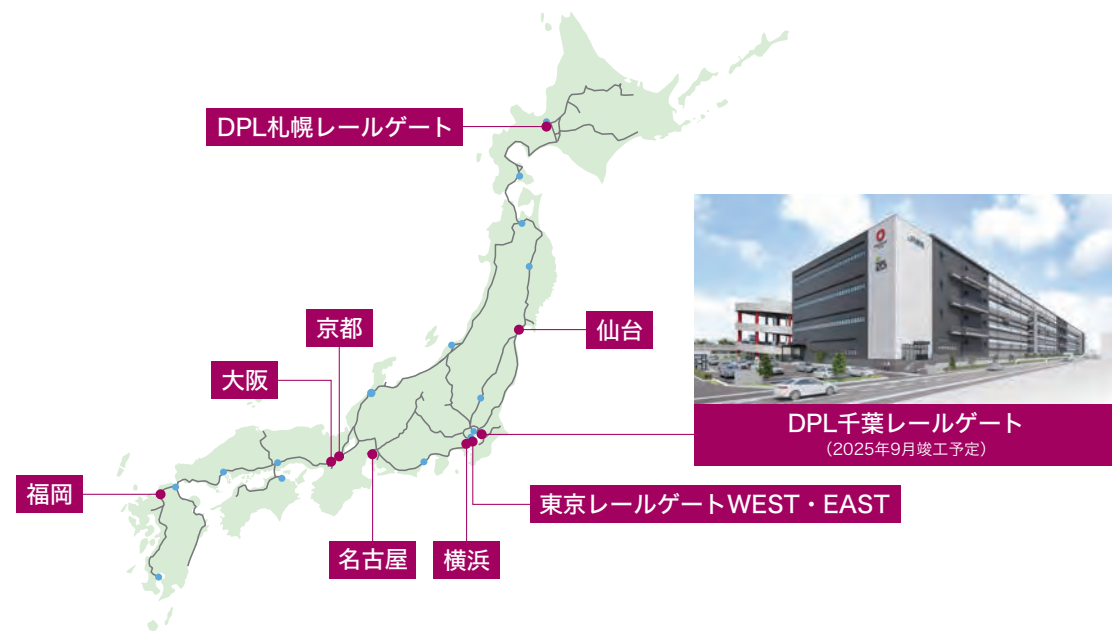 DPL札幌レールゲート
京都
仙台
大阪
DPL千葉レールゲート
（2025年9月竣工予定）
福岡
東京レールゲートWEST・EAST
名古屋
横浜